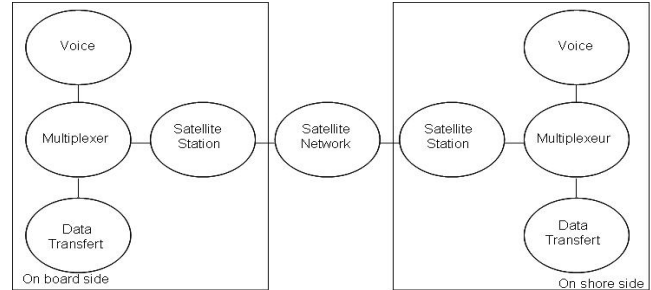 Voice
Multiplexer
Satellite
Station
Data
Transfert
On board side
Satellite
Network
Voice
Satellite
Station
Multiplexeur
Data
Transfert
On shore side